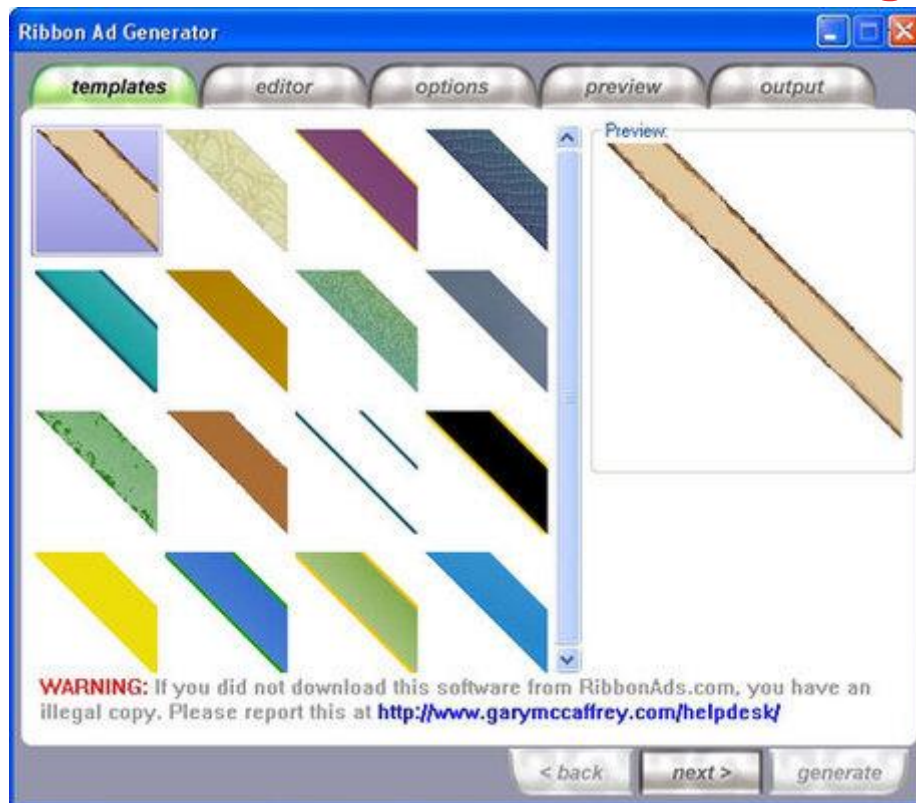 Ribbon Ad Generator
templates editor options preview output
Preview:
WARNING: If you did not download this software from RibbonAds.com, you have an
illegal copy. Please report this at http://www.garymccaffrey.com/helpdesk/
< back next > generate